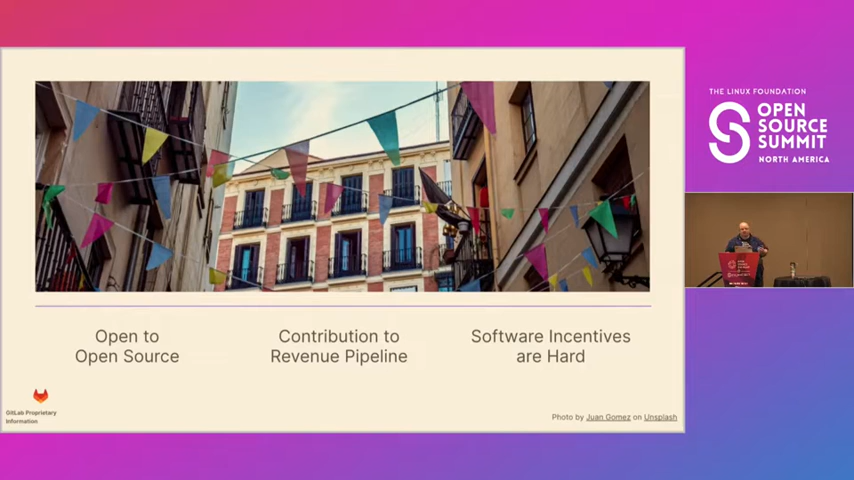 THE LINUX FOUNDATION
OPEN
SOURCE
SUMMIT
NORTH AMERICA
Open to
Open Source
Contribution to
Revenue Pipeline
Software Incentives
are Hard
GitLab Proprietary
Information
Photo by Juan Gomez on Unsplash